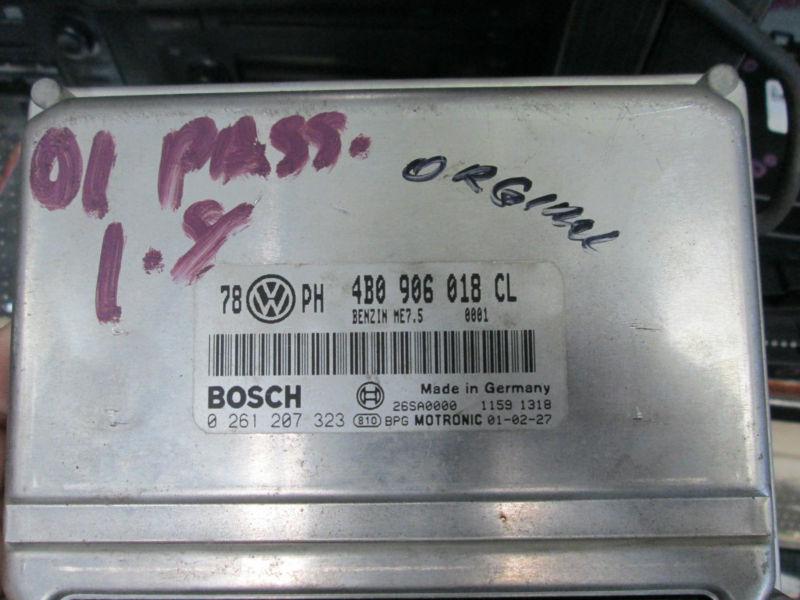 01 PASS.
1.8
ORGINAL
78 VW PH 4B0 906 018 CL
BENZIN ME7.5 0001
BOSCH Made in Germany
26SA0000 1159 1318
0 261 207 323 810 BPG MOTRONIC 01-02-27